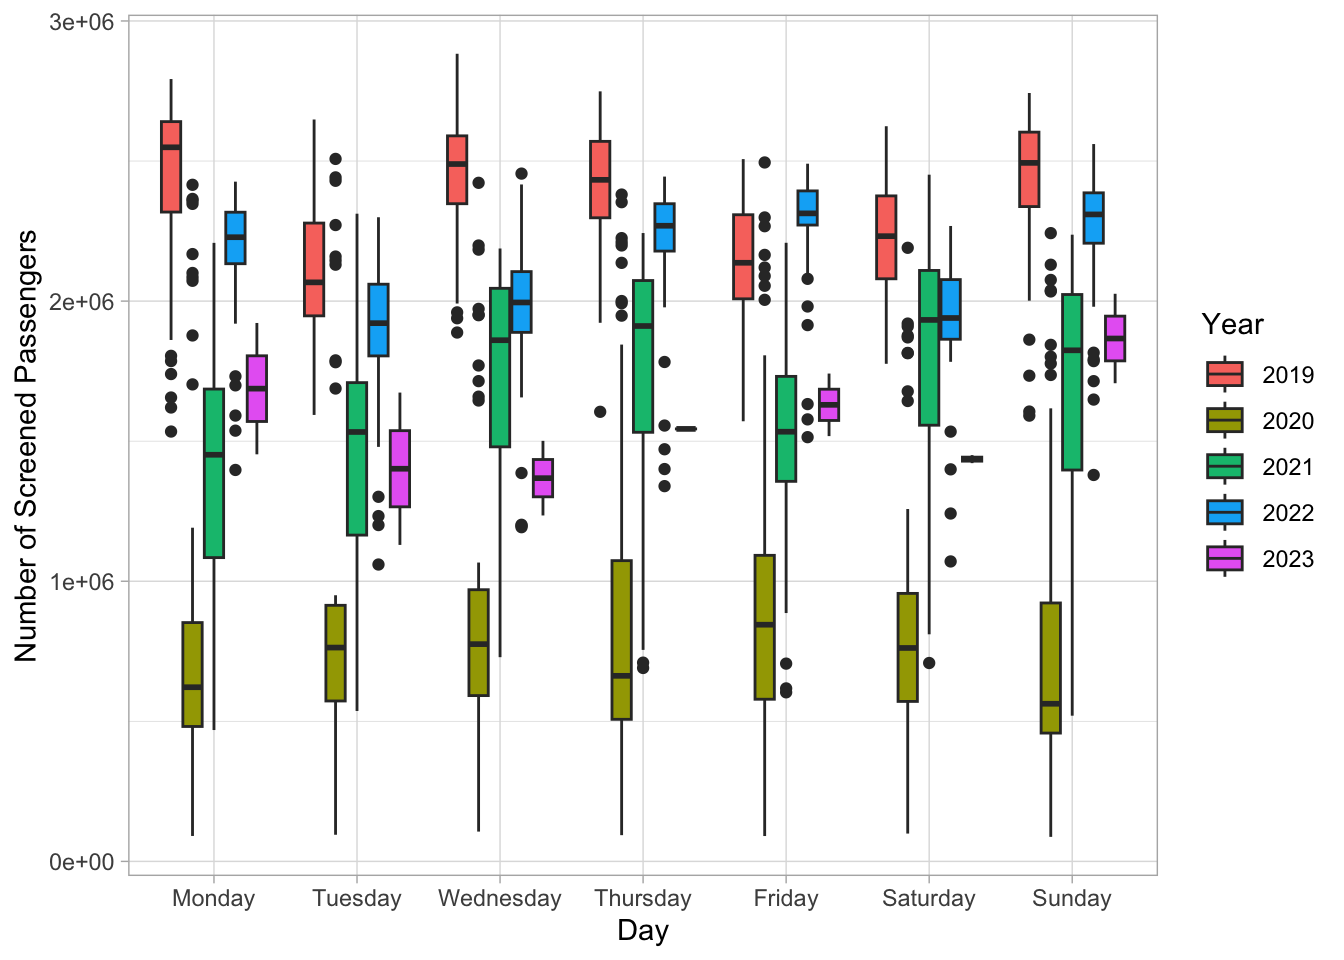 Number of Screened Passengers
3e+06
2e+06
1e+06
0e+00
Monday Tuesday Wednesday Thursday Friday Saturday Sunday
Day
Year
2019
2020
2021
2022
2023